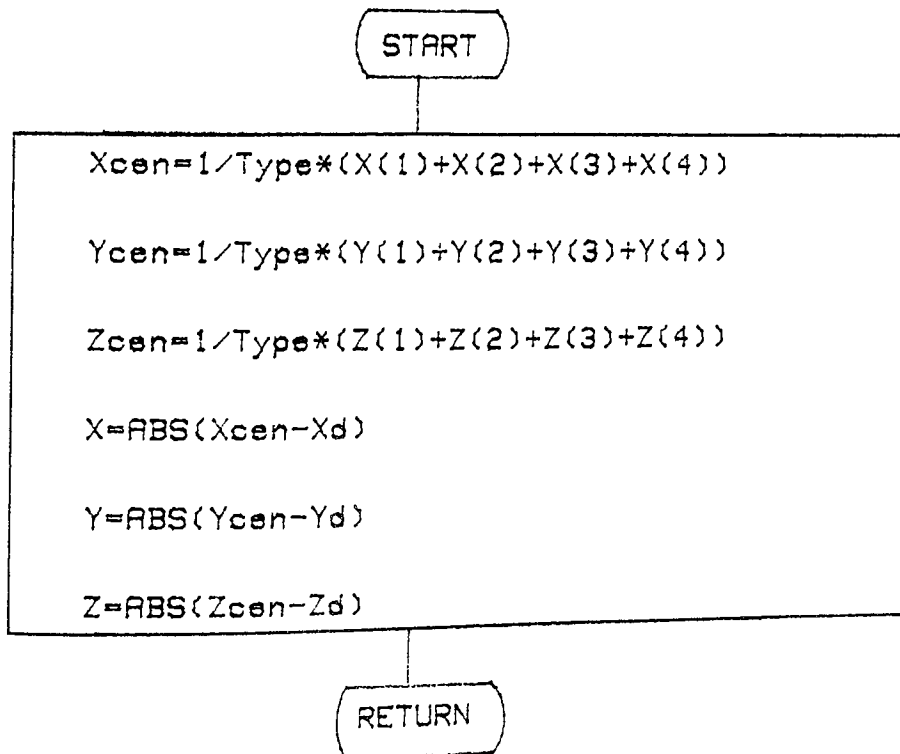 START
Xcen=1/Type*(X(1)+X(2)+X(3)+X(4))
Ycen=1/Type*(Y(1)+Y(2)+Y(3)+Y(4))
Zcen=1/Type*(Z(1)+Z(2)+Z(3)+Z(4))
X=ABS(Xcen-Xd)
Y=ABS(Ycen-Yd)
Z=ABS(Zcen-Zd)
RETURN